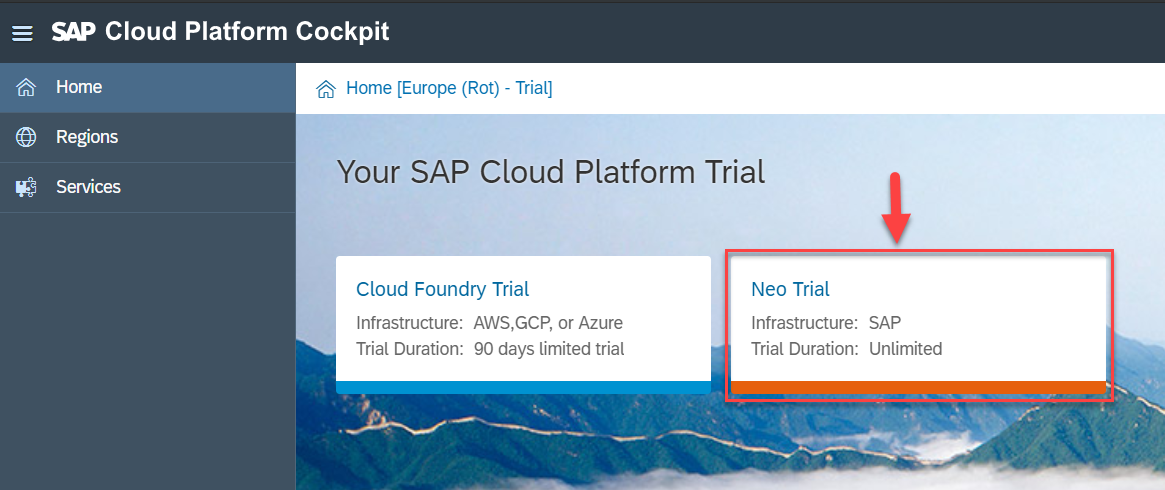 SAP Cloud Platform Cockpit
Home
Regions
Services
Home [Europe (Rot) - Trial]
Your SAP Cloud Platform Trial
Cloud Foundry Trial
Infrastructure: AWS,GCP, or Azure
Trial Duration: 90 days limited trial
Neo Trial
Infrastructure: SAP
Trial Duration: Unlimited